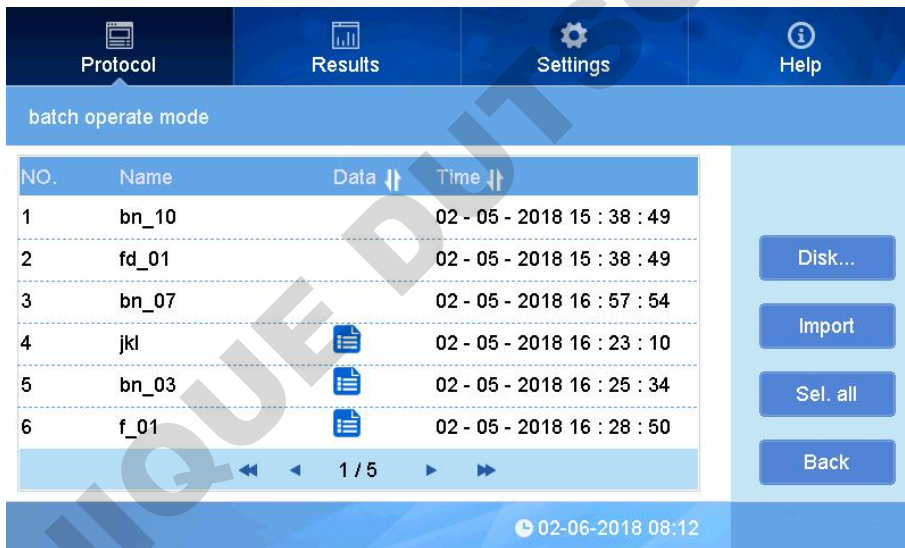 Protocol Results Settings Help
batch operate mode
NO. Name Data Time
1 bn_10 02 - 05 - 2018 15 : 38 : 49
2 fd_01 02 - 05 - 2018 15 : 38 : 49
Disk...
3 bn_07 02 - 05 - 2018 16 : 57 : 54
Import
4 jkl 02 - 05 - 2018 16 : 23 : 10
5 bn_03 02 - 05 - 2018 16 : 25 : 34
Sel. all
6 f_01 02 - 05 - 2018 16 : 28 : 50
1 / 5
Back
02-06-2018 08:12